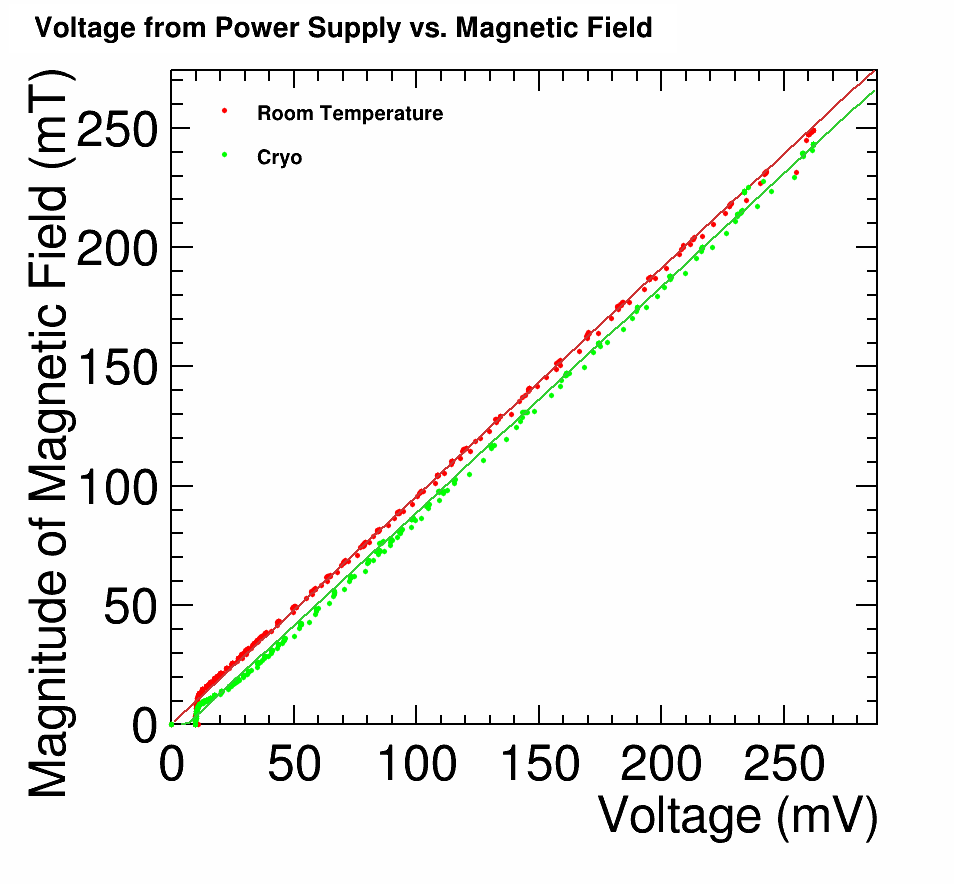 Voltage from Power Supply vs. Magnetic Field
Magnitude of Magnetic Field (mT)
250
200
150
100
50
0
Room Temperature
Cryo
0 50 100 150 200 250
Voltage (mV)